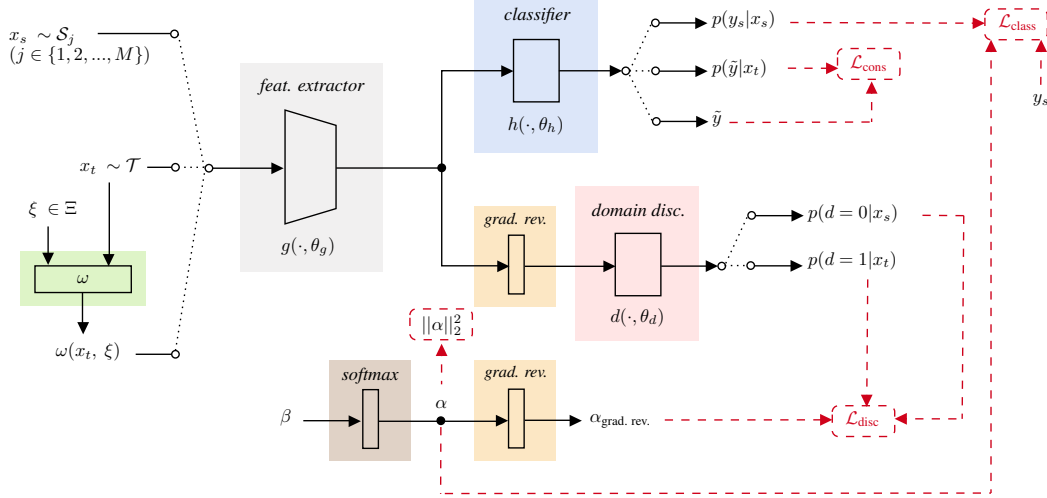 classifier
x_s ∼ S_j
(j ∈ {1, 2, ..., M})
p(y_s|x_s)
L_class
feat. extractor
p(ỹ|x_t)
L_cons
y_s
h(·, θ_h)
ỹ
x_t ∼ T
ξ ∈ Ξ
g(·, θ_g)
grad. rev.
domain disc.
p(d = 0|x_s)
p(d = 1|x_t)
ω
d(·, θ_d)
||α||_2^2
ω(x_t, ξ)
softmax
grad. rev.
β
α
α_grad. rev.
L_disc